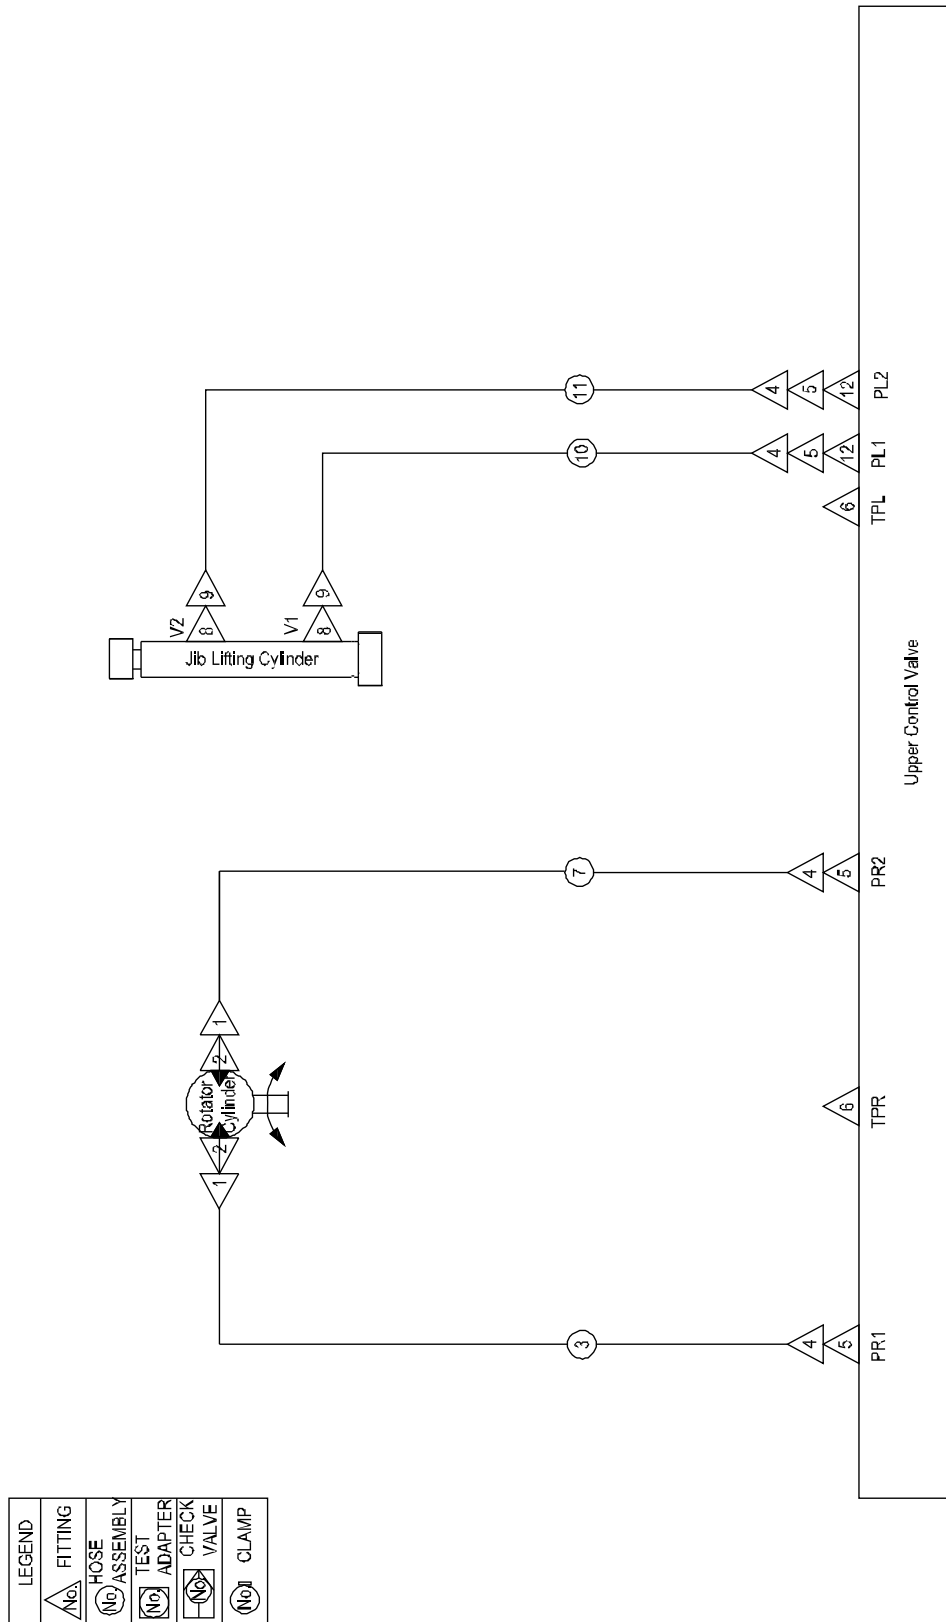 LEGEND
No. FITTING
No. HOSE
ASSEMBLY
No. TEST
ADAPTER
No. CHECK
VALVE
No. CLAMP
1
2
Rotator
Cylinder
2
1
3
7
4
5
PR1
6
TPR
4
5
PR2
Jib Lifting Cylinder
V2
8
9
V1
8
9
10
11
6
TPL
4
5
12
PL1
4
5
12
PL2
Upper Control Valve